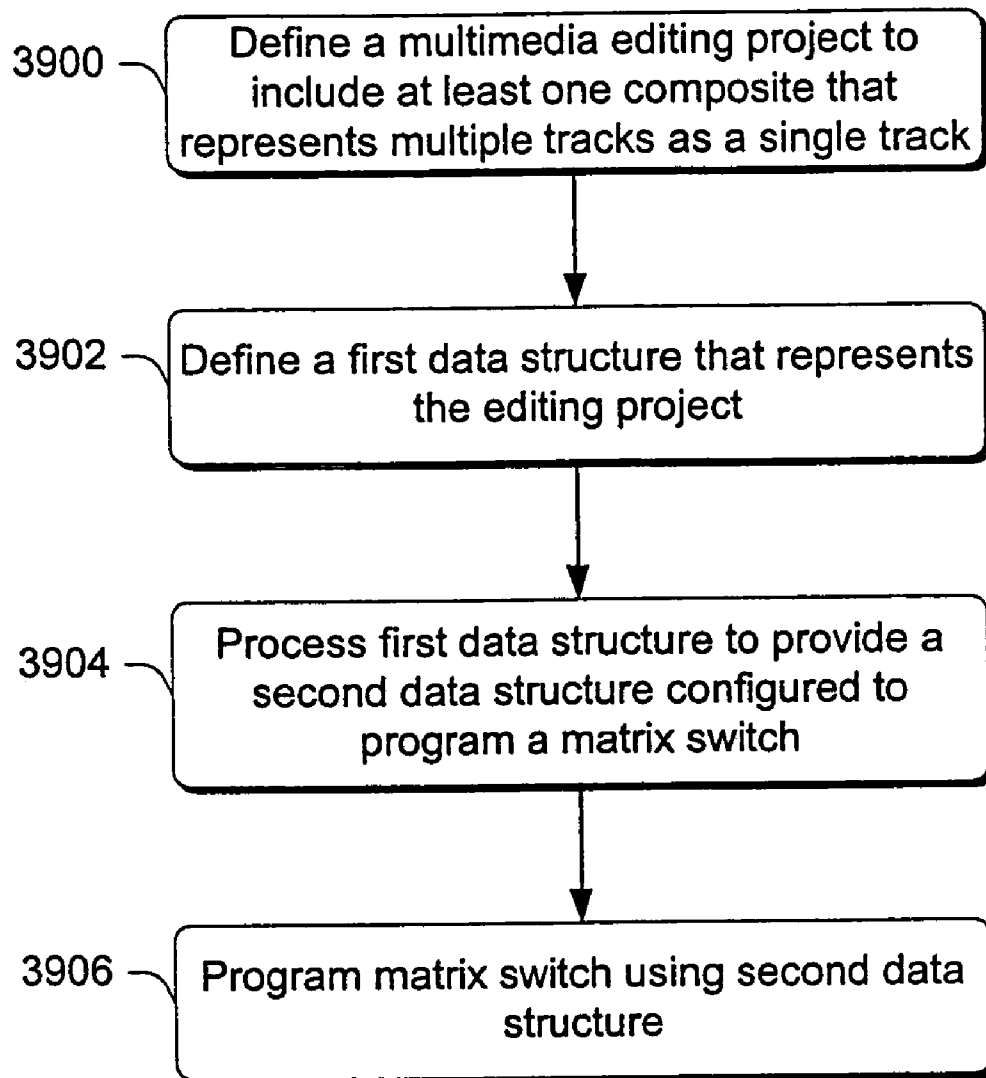 3900
Define a multimedia editing project to
include at least one composite that
represents multiple tracks as a single track
3902
Define a first data structure that represents
the editing project
3904
Process first data structure to provide a
second data structure configured to
program a matrix switch
3906
Program matrix switch using second data
structure